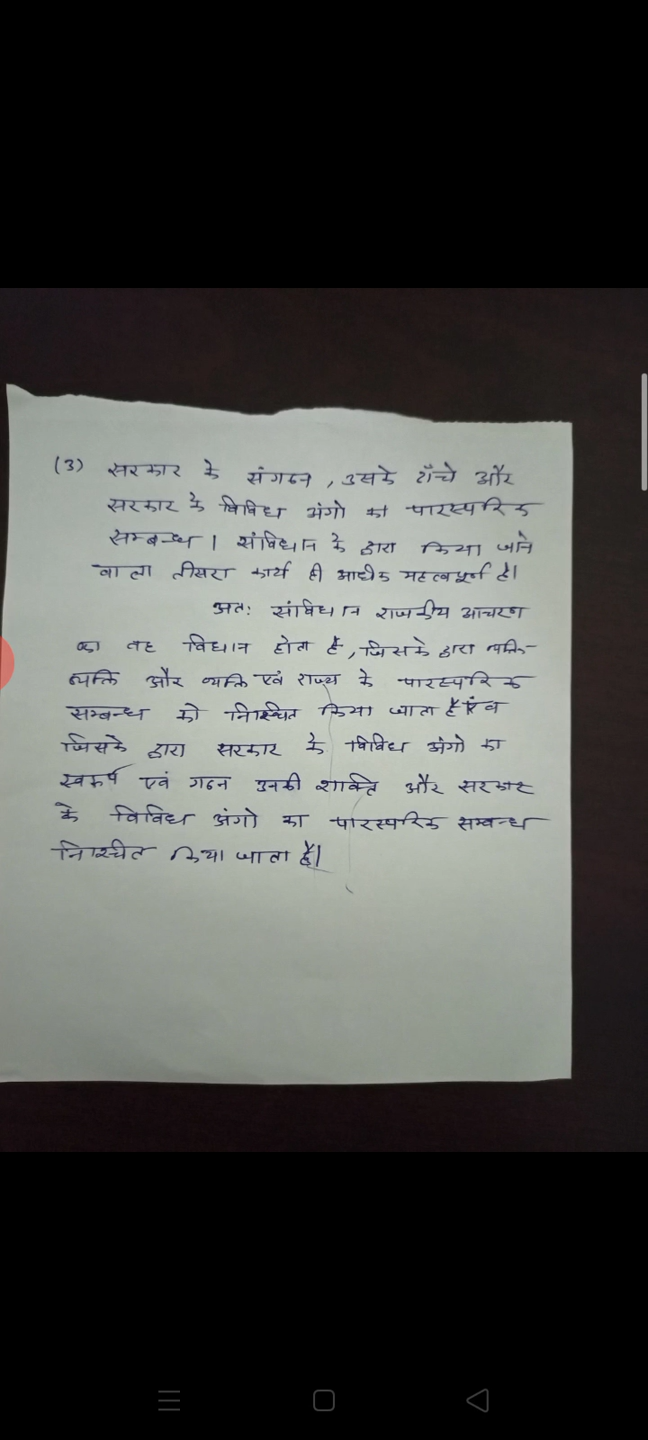 (3) सरकार के संगठन, उसके ढाँचे और
सरकार के विविध अंगो का पारस्परिक
सम्बन्ध । संविधान के द्वारा किया जाने
वाला तीसरा कार्य ही अधीक महत्वपूर्ण है।
अतः संविधान राजकीय आचरण
का वह विधान होता है, जिसके द्वारा व्यक्ति-
व्यक्ति और व्यक्ति एवं राज्य के पारस्परिक
सम्बन्ध को निश्चित किया जाता है एंव
जिसके द्वारा सरकार के विविध अंगो का
स्वरूप एवं गठन उनकी शक्ति और सरकार
के विविध अंगो का पारस्परिक सम्बन्ध
निश्चीत किया जाता है।